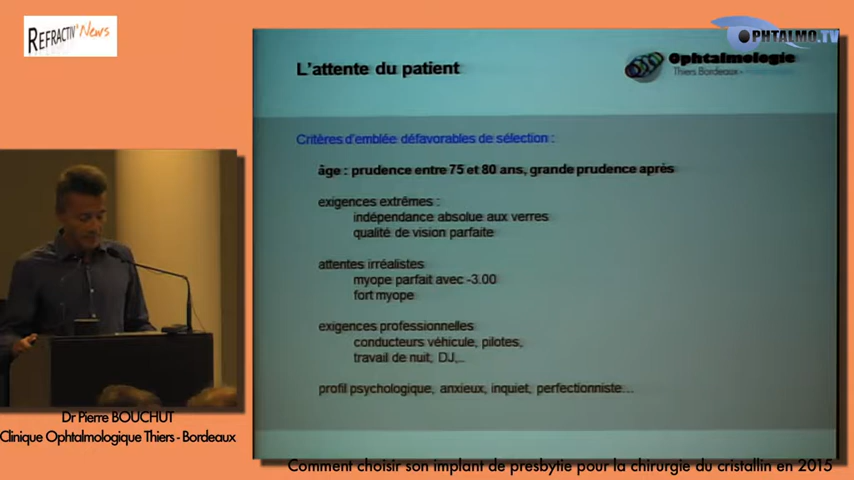 REFRACTIV' News
OPHTALMO.TV
L'attente du patient
Ophtalmologie
Thiers Bordeaux
Critères d'emblée défavorables de sélection :
âge : prudence entre 75 et 80 ans, grande prudence après
exigences extrêmes :
indépendance absolue aux verres
qualité de vision parfaite
attentes irréalistes
myope parfait avec -3.00
fort myope
exigences professionnelles
conducteurs véhicule, pilotes,
travail de nuit, DJ,..
profil psychologique, anxieux, inquiet, perfectionniste...
Dr Pierre BOUCHUT
Clinique Ophtalmologique Thiers - Bordeaux
Comment choisir son implant de presbytie pour la chirurgie du cristallin en 2015